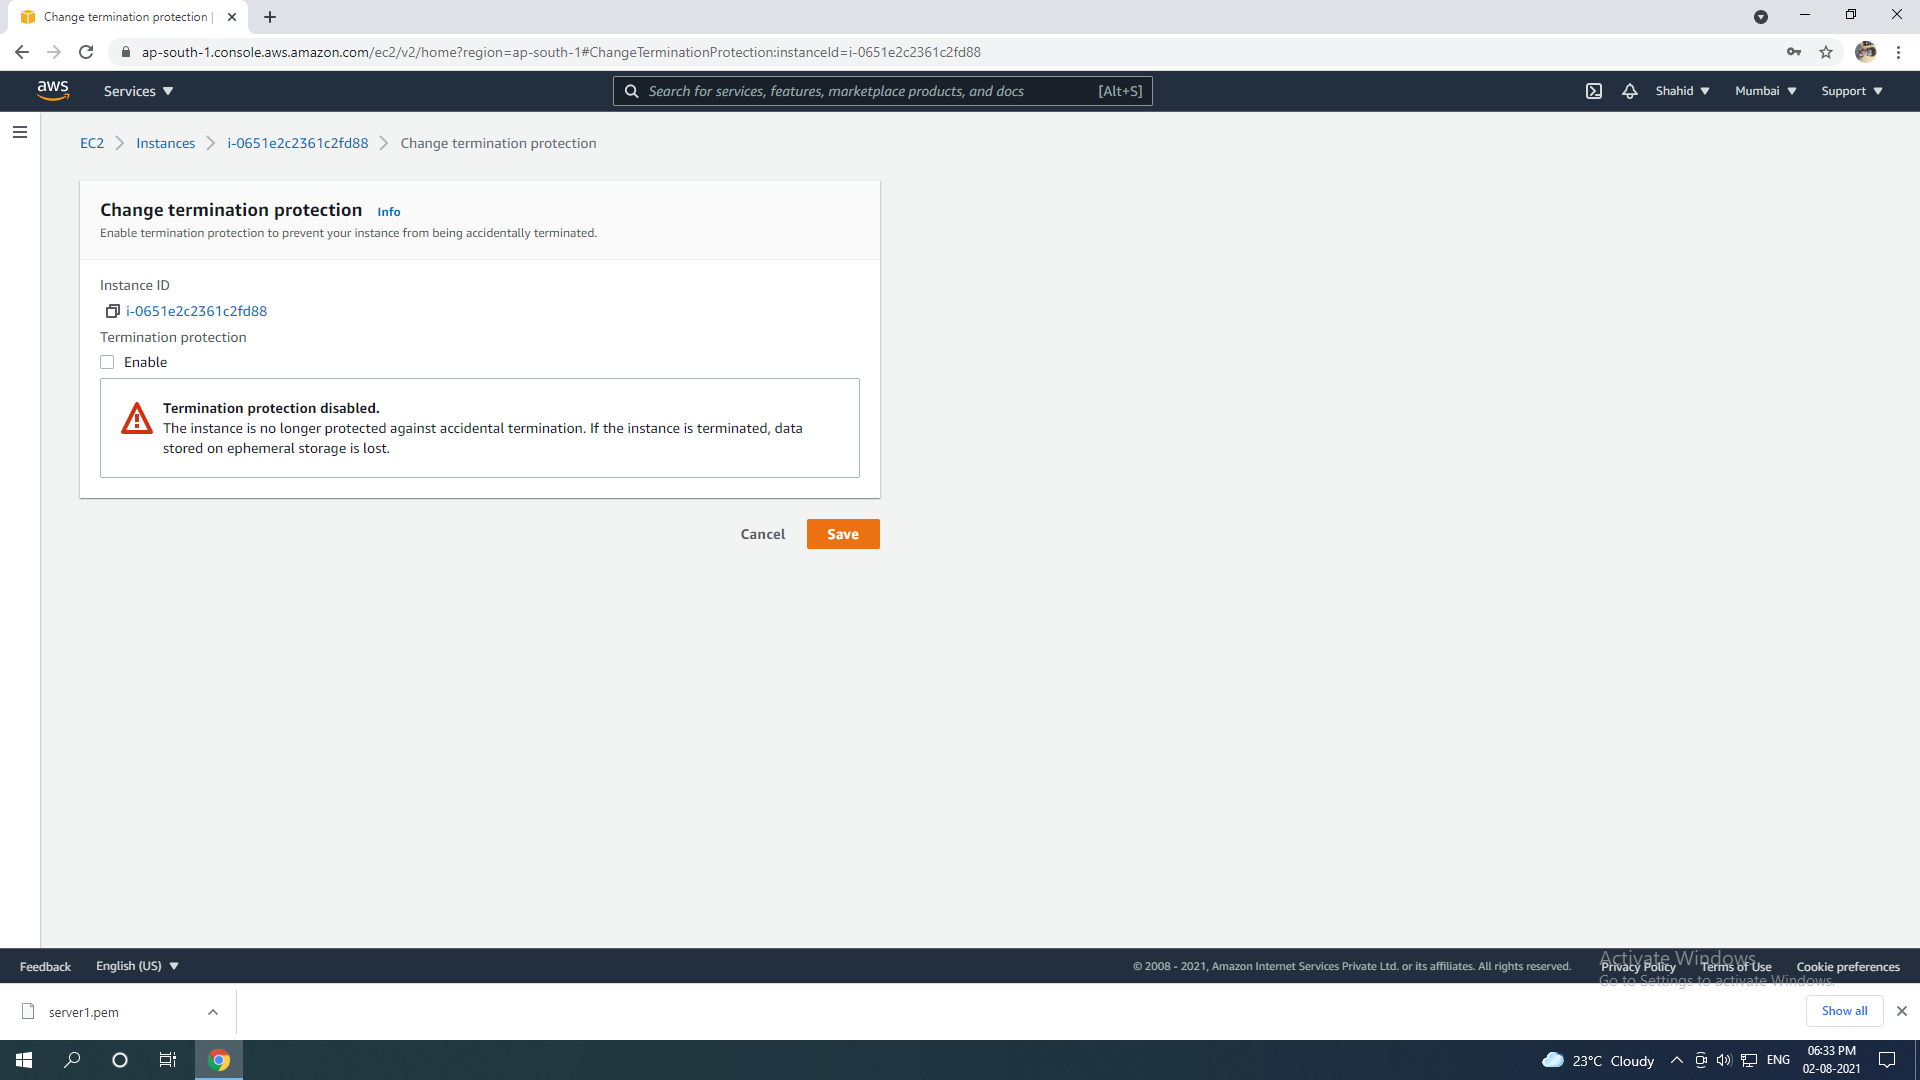 Change termination protection |
ap-south-1.console.aws.amazon.com/ec2/v2/home?region=ap-south-1#ChangeTerminationProtection:instanceId=i-0651e2c2361c2fd88
aws Services Search for services, features, marketplace products, and docs [Alt+S] Shahid Mumbai Support
EC2 Instances i-0651e2c2361c2fd88 Change termination protection
Change termination protection Info
Enable termination protection to prevent your instance from being accidentally terminated.
Instance ID
i-0651e2c2361c2fd88
Termination protection
Enable
Termination protection disabled.
The instance is no longer protected against accidental termination. If the instance is terminated, data
stored on ephemeral storage is lost.
Cancel Save
Activate Windows
Go to Settings to activate Windows.
Feedback English (US) © 2008 - 2021, Amazon Internet Services Private Ltd. or its affiliates. All rights reserved. Privacy Policy Terms of Use Cookie preferences
server1.pem Show all
23°C Cloudy ENG 06:33 PM
02-08-2021